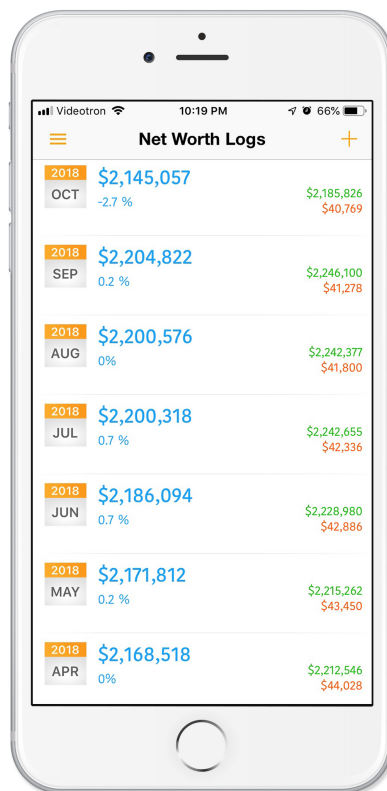 Videotron 10:19 PM 66%
Net Worth Logs
2018 $2,145,057
OCT -2.7 % $2,185,826
$40,769
2018 $2,204,822
SEP 0.2 % $2,246,100
$41,278
2018 $2,200,576
AUG 0% $2,242,377
$41,800
2018 $2,200,318
JUL 0.7 % $2,242,655
$42,336
2018 $2,186,094
JUN 0.7 % $2,228,980
$42,886
2018 $2,171,812
MAY 0.2 % $2,215,262
$43,450
2018 $2,168,518
APR 0% $2,212,546
$44,028